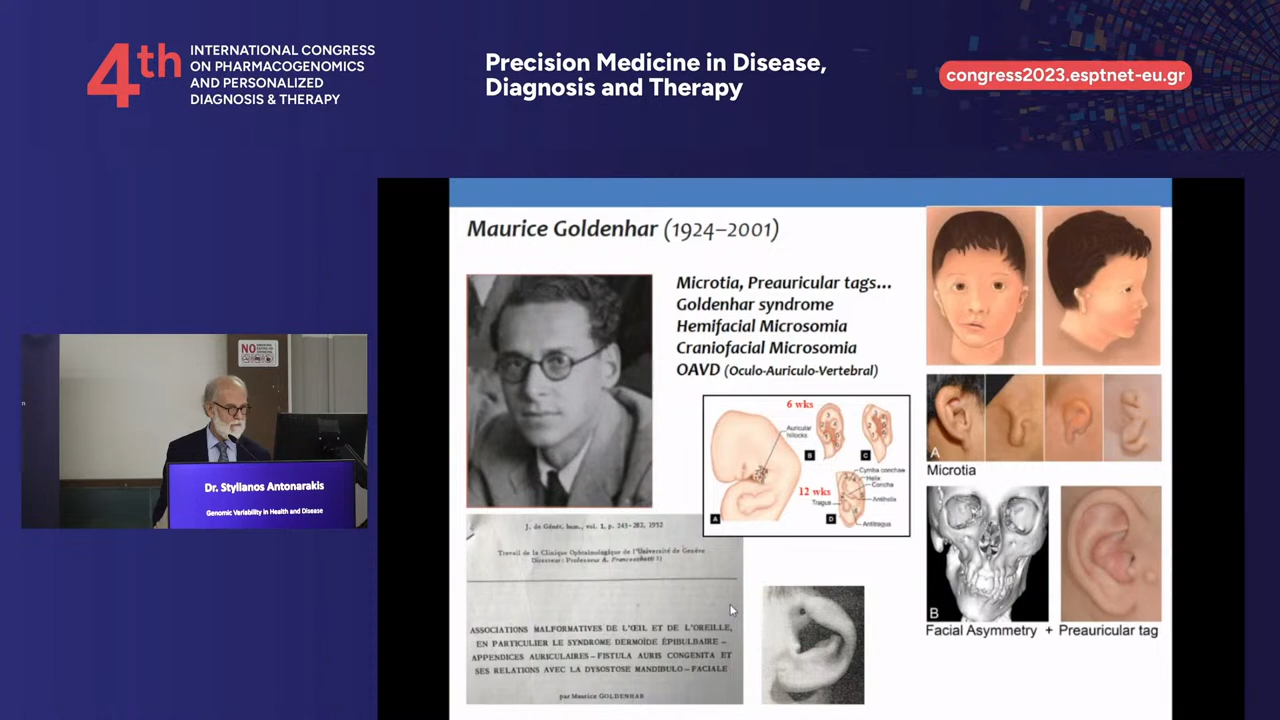 4th
INTERNATIONAL CONGRESS
ON PHARMACOGENOMICS
AND PERSONALIZED
DIAGNOSIS & THERAPY
Precision Medicine in Disease,
Diagnosis and Therapy
congress2023.esptnet-eu.gr
NO
Dr. Stylianos Antonarakis
Genomic Variability in Health and Disease
Maurice Goldenhar (1924–2001)
Microtia, Preauricular tags...
Goldenhar syndrome
Hemifacial Microsomia
Craniofacial Microsomia
OAVD (Oculo-Auriculo-Vertebral)
6 wks
Auricular
hillocks
B
C
12 wks
Cymba conchae
Helix
Concha
Tragus
Antihelix
Antitragus
A
D
J. de Génét. hum., vol. 1, p. 243–282, 1952
Travail de la Clinique Ophtalmologique de l'Université de Genève
Directeur: Professeur A. Franceschetti
ASSOCIATIONS MALFORMATIVES DE L'ŒIL ET DE L'OREILLE,
EN PARTICULIER LE SYNDROME DERMOÏDE ÉPIBULBAIRE –
APPENDICES AURICULAIRES – FISTULA AURIS CONGENITA ET
SES RELATIONS AVEC LA DYSOSTOSE MANDIBULO – FACIALE
par Maurice GOLDENHAR
A
Microtia
B
Facial Asymmetry + Preauricular tag